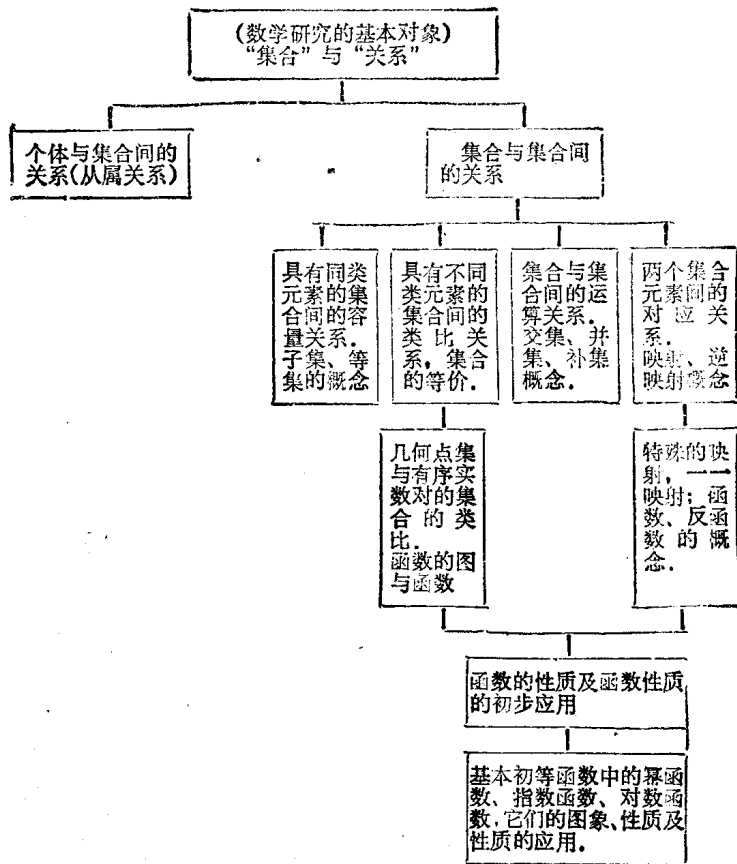 (数学研究的基本对象)
“集合”与“关系”
个体与集合间的
关系(从属关系)
集合与集合间
的关系
具有同类
元素的集
合间的容
量关系.
子集、等
集的概念
具有不同
类元素的
集合间的
类比关
系,集合
的等价.
集合与集
合间的运
算关系.
交集、并
集、补集
概念.
两个集合
元素间的
对应关
系.
映射、逆
映射概念
几何点集
与有序实
数对的集
合的类
比.
函数的图
与函数
特殊的映
射,一一
映射;函
数、反函
数的概
念.
函数的性质及函数性质
的初步应用
基本初等函数中的幂函
数、指数函数、对数函
数,它们的图象、性质及
性质的应用.